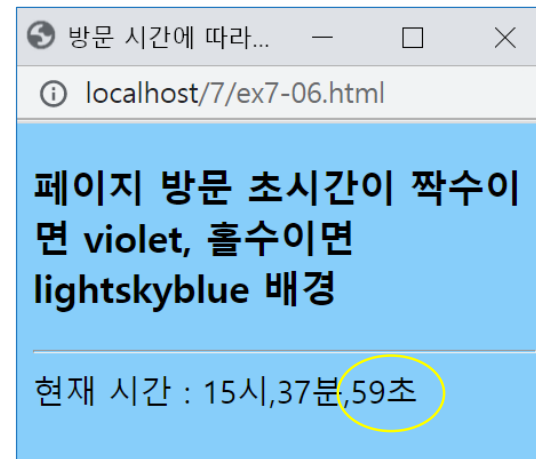 방문 시간에 따라...
localhost/7/ex7-06.html
페이지 방문 초시간이 짝수이
면 violet, 홀수이면
lightskyblue 배경
현재 시간 : 15시,37분,59초